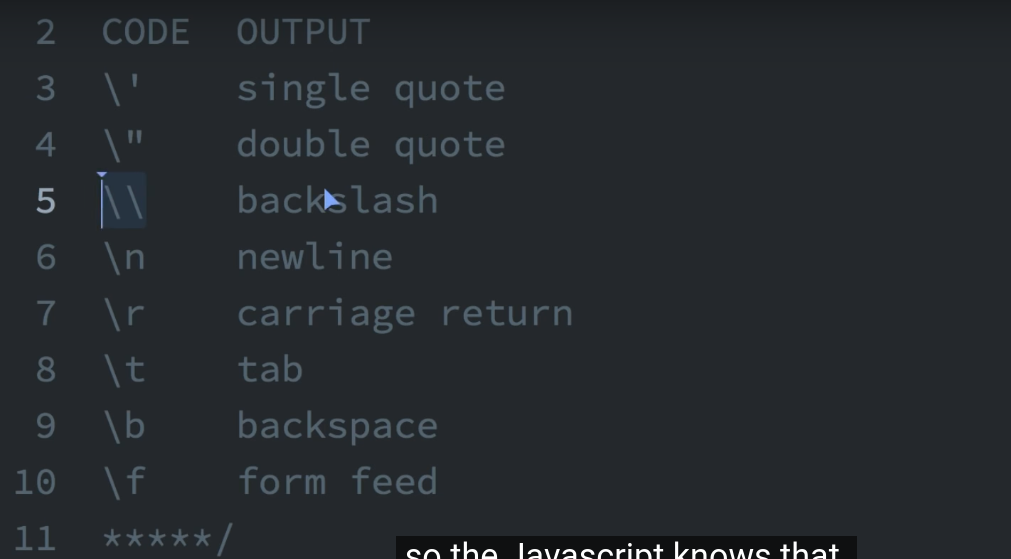 2 CODE OUTPUT
3 \' single quote
4 \" double quote
5 \\ backslash
6 \n newline
7 \r carriage return
8 \t tab
9 \b backspace
10 \f form feed
11 *****/
so the Javascript knows that